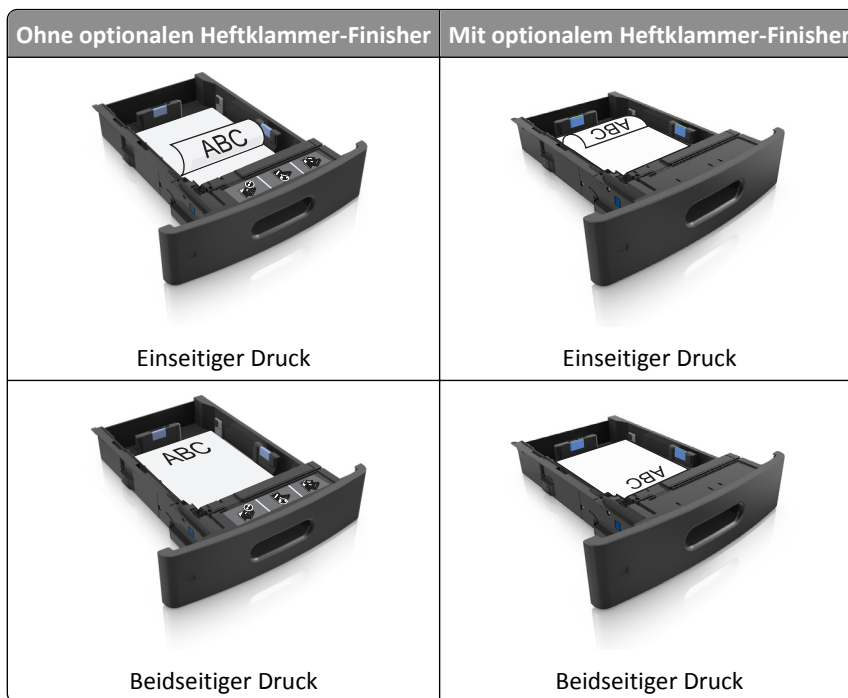 Ohne optionalen Heftklammer-Finisher
Mit optionalem Heftklammer-Finisher
ABC
ABC
Einseitiger Druck
Einseitiger Druck
ABC
ABC
Beidseitiger Druck
Beidseitiger Druck